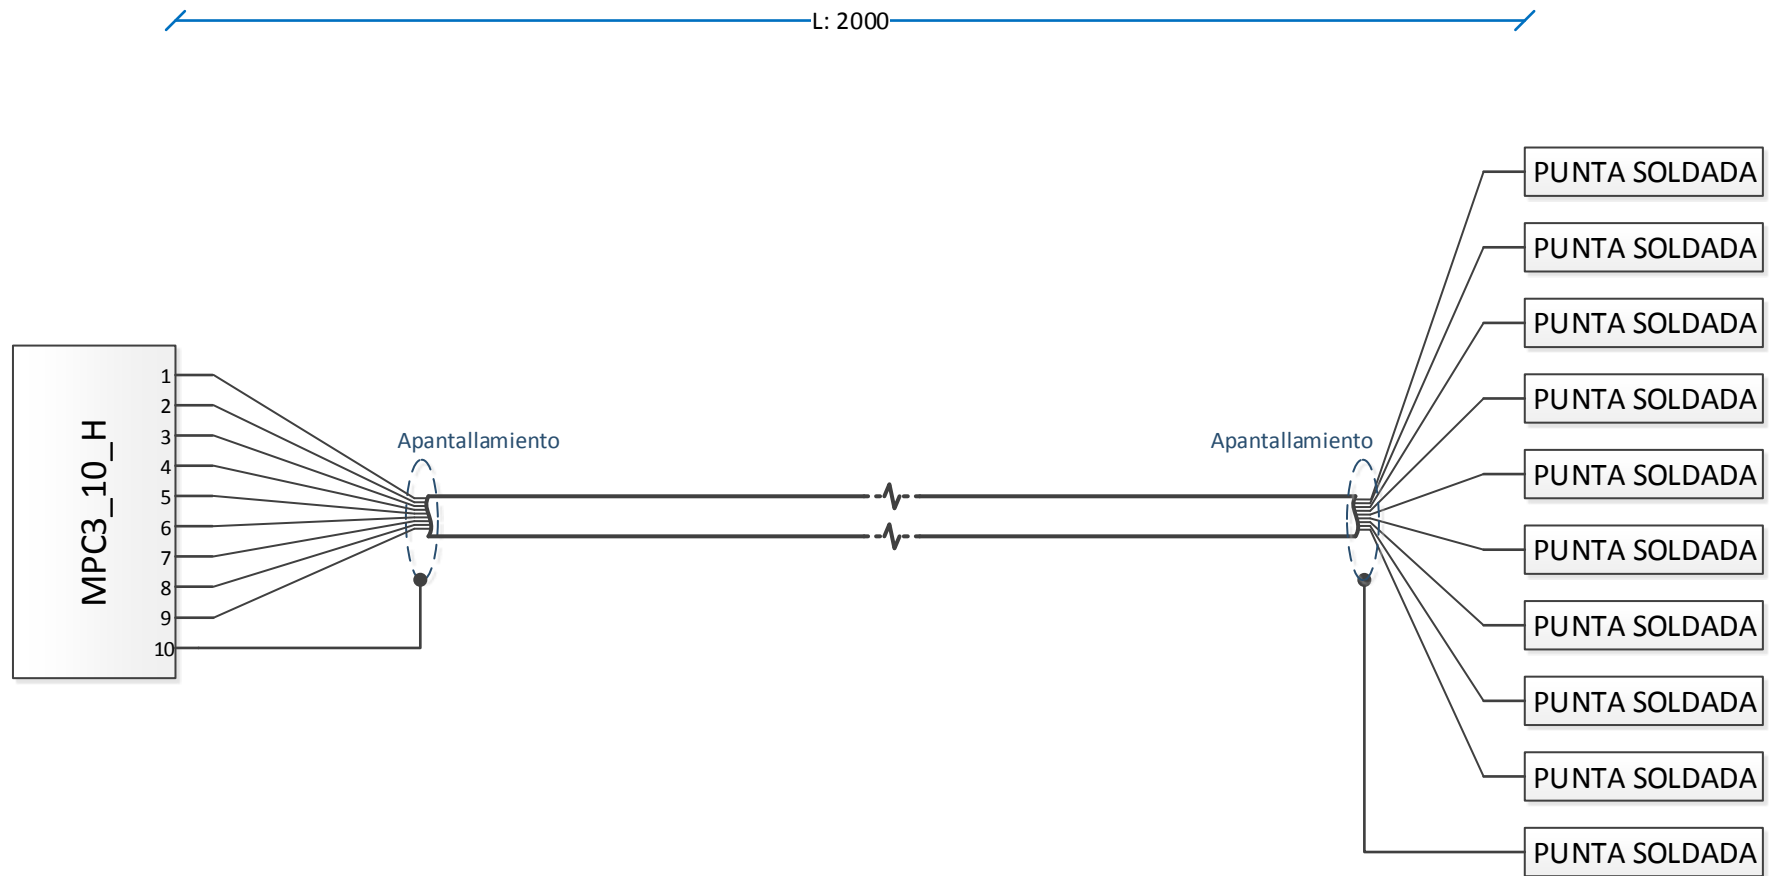 L: 2000
MPC3_10_H
1
2
3
4
5
6
7
8
9
10
Apantallamiento
Apantallamiento
PUNTA SOLDADA
PUNTA SOLDADA
PUNTA SOLDADA
PUNTA SOLDADA
PUNTA SOLDADA
PUNTA SOLDADA
PUNTA SOLDADA
PUNTA SOLDADA
PUNTA SOLDADA
PUNTA SOLDADA